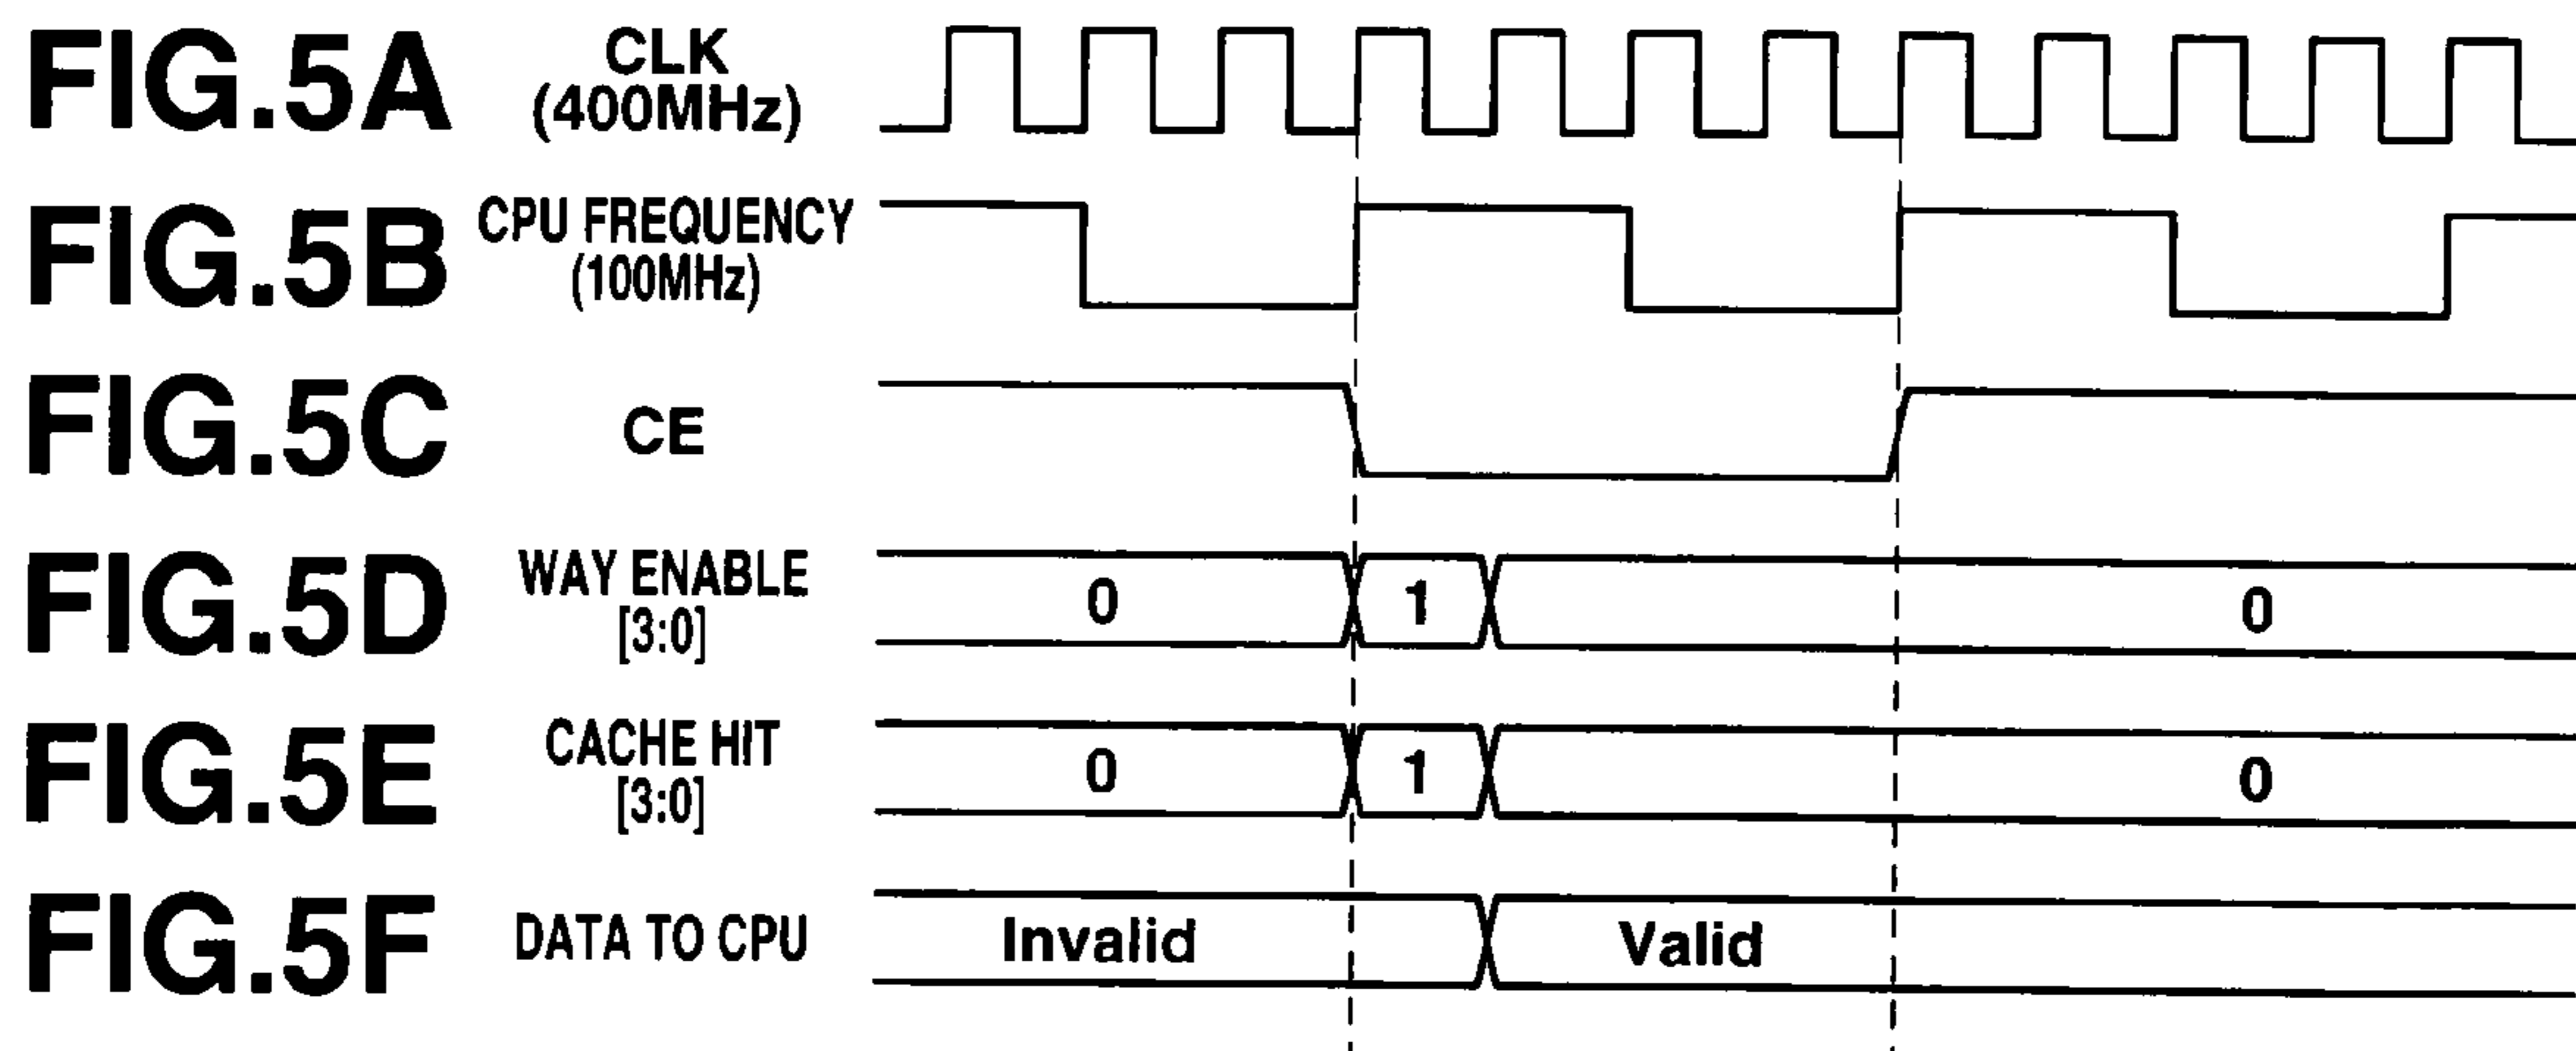 FIG.5A CLK
(400MHz)
FIG.5B CPU FREQUENCY
(100MHz)
FIG.5C CE
FIG.5D WAY ENABLE
[3:0]
0 1 0
FIG.5E CACHE HIT
[3:0]
0 1 0
FIG.5F DATA TO CPU Invalid Valid